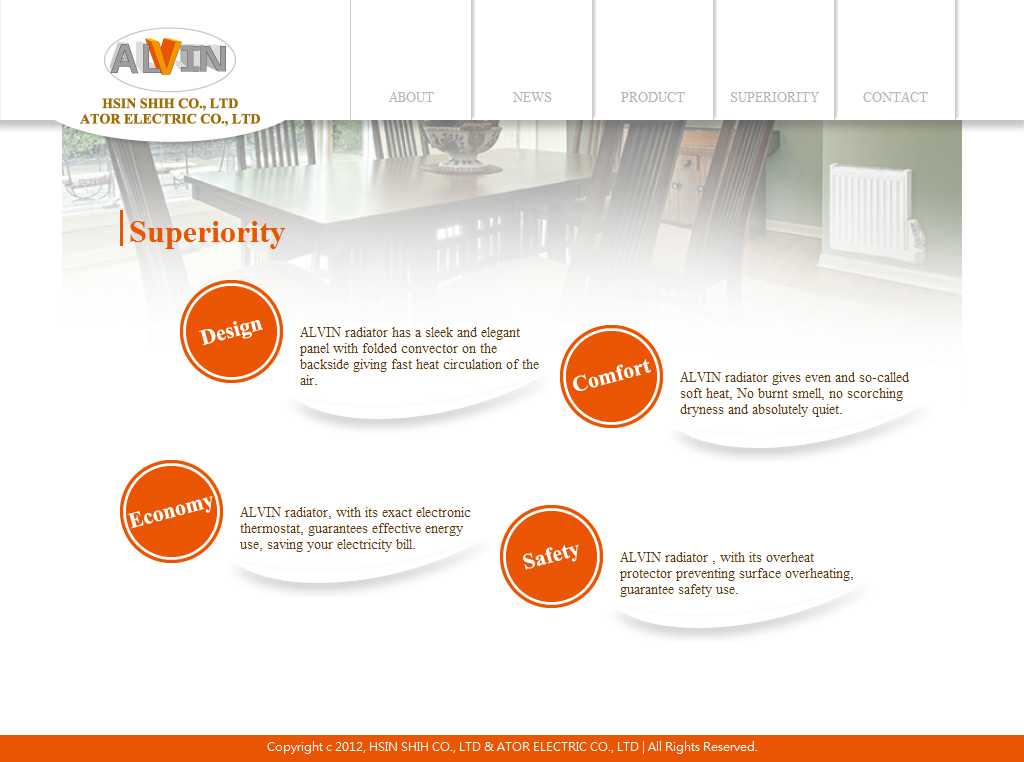 ALVIN
HSIN SHIH CO., LTD
ATOR ELECTRIC CO., LTD
ABOUT
NEWS
PRODUCT
SUPERIORITY
CONTACT
Superiority
Design
ALVIN radiator has a sleek and elegant
panel with folded convector on the
backside giving fast heat circulation of the
air.
Comfort
ALVIN radiator gives even and so-called
soft heat, No burnt smell, no scorching
dryness and absolutely quiet.
Economy
ALVIN radiator, with its exact electronic
thermostat, guarantees effective energy
use, saving your electricity bill.
Safety
ALVIN radiator , with its overheat
protector preventing surface overheating,
guarantee safety use.
Copyright c 2012, HSIN SHIH CO., LTD & ATOR ELECTRIC CO., LTD | All Rights Reserved.